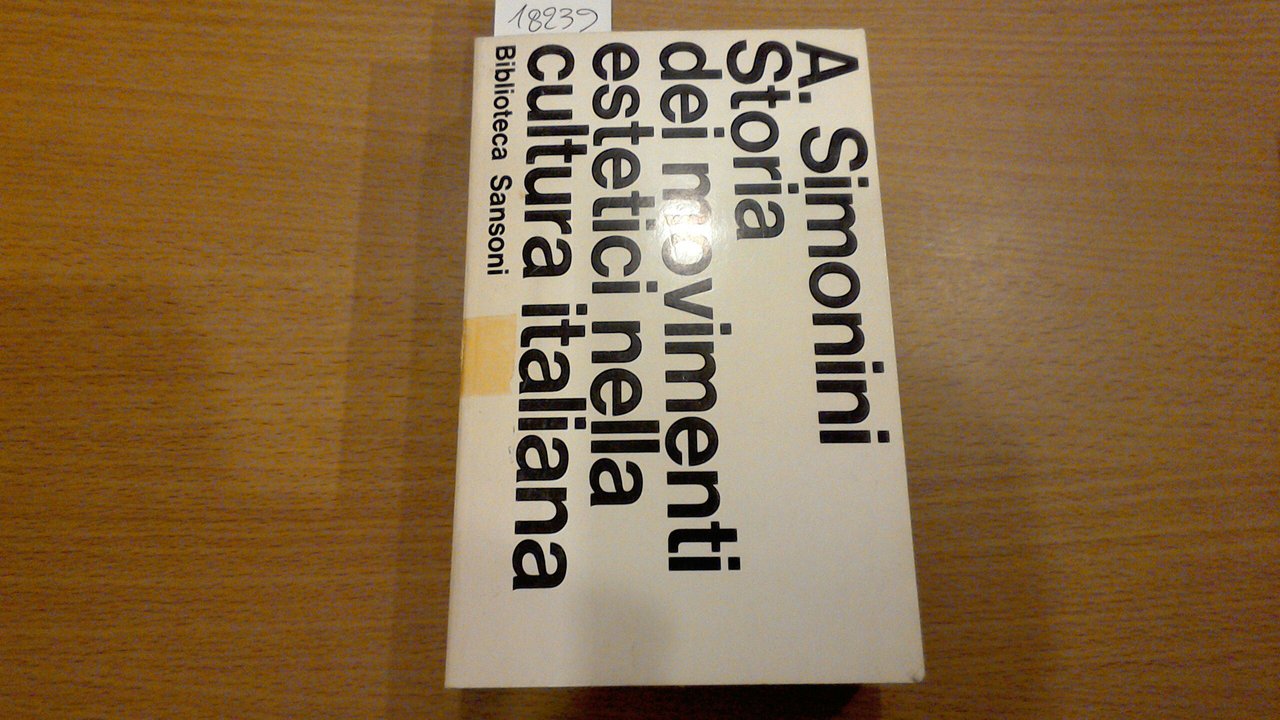 18239
A. Simonini
Storia
dei movimenti
estetici nella
cultura italiana
Biblioteca Sansoni